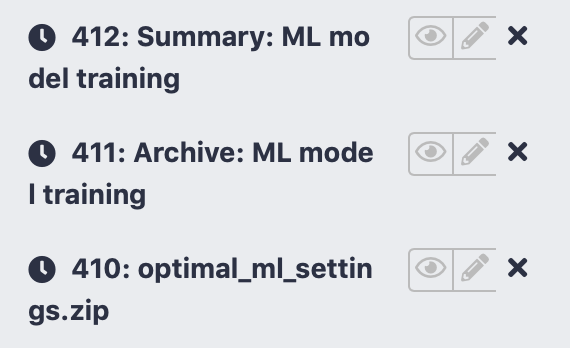 412: Summary: ML mo
del training
411: Archive: ML mode
l training
410: optimal_ml_settin
gs.zip